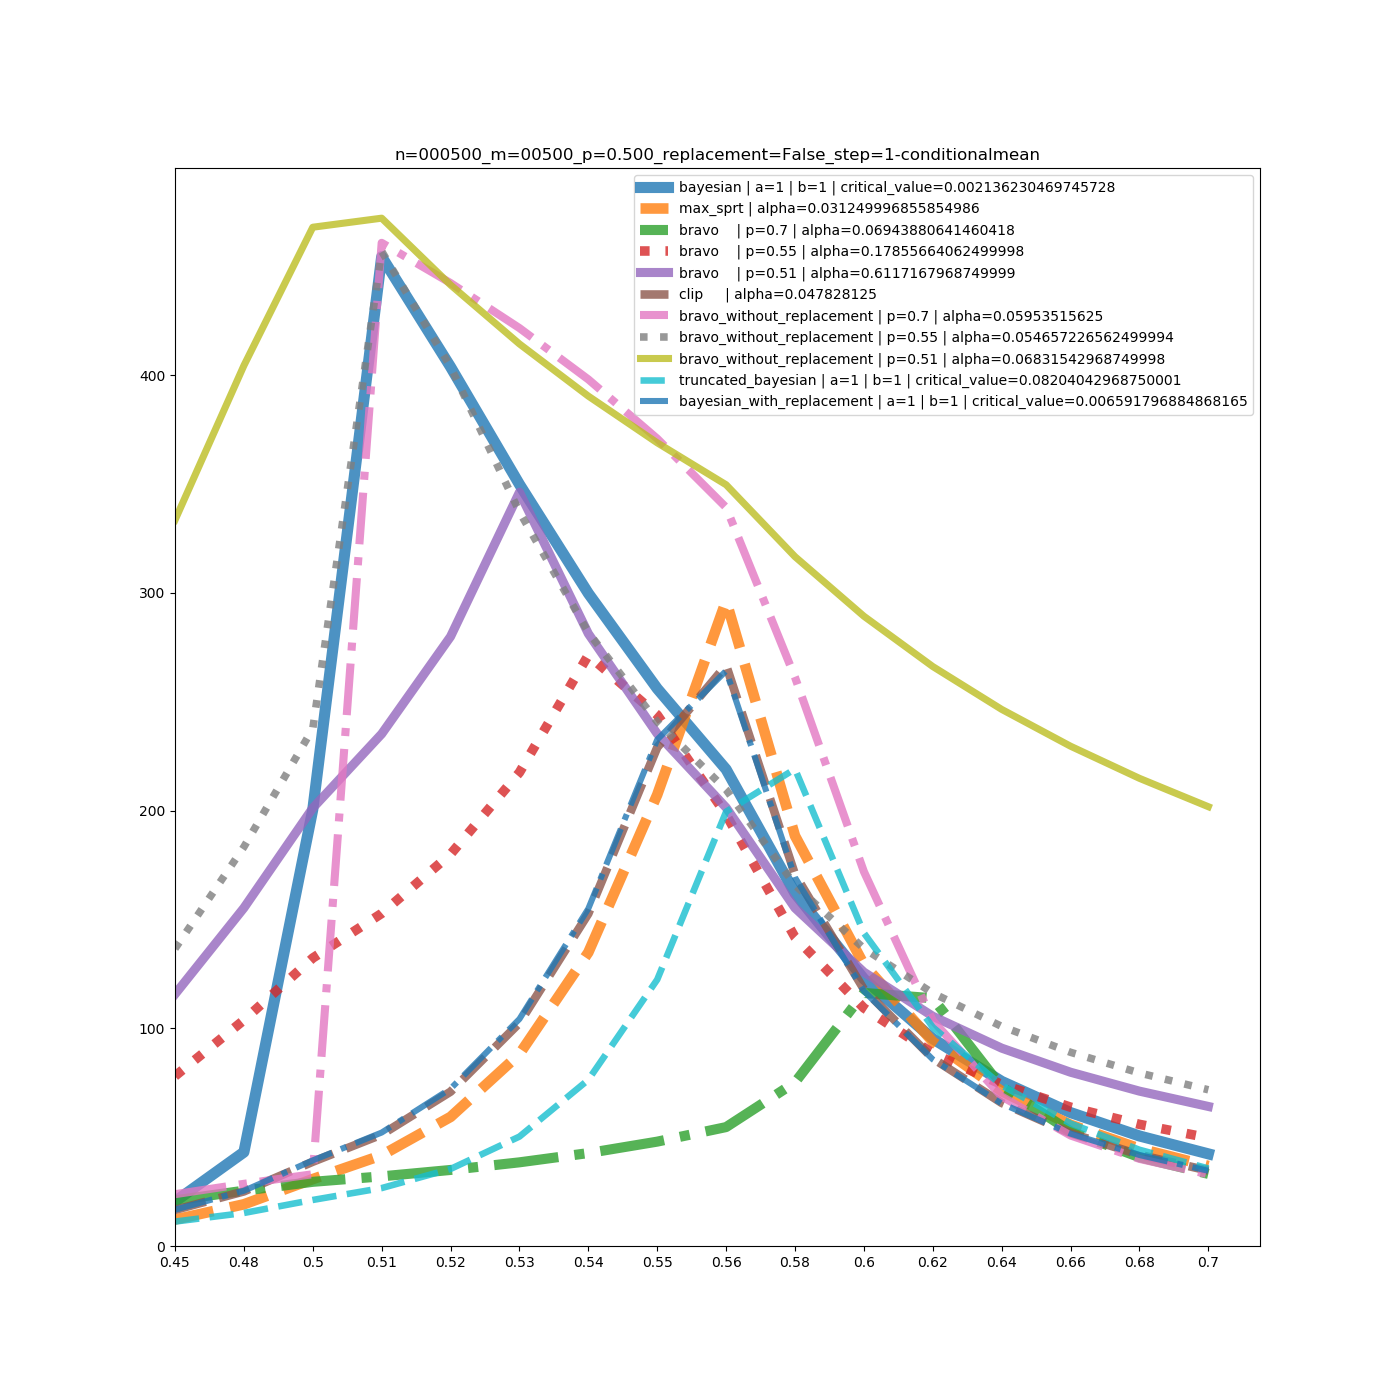 n=000500_m=00500_p=0.500_replacement=False_step=1-conditionalmean
bayesian | a=1 | b=1 | critical_value=0.002136230469745728
max_sprt | alpha=0.031249996855854986
bravo    | p=0.7 | alpha=0.06943880641460418
bravo    | p=0.55 | alpha=0.17855664062499998
bravo    | p=0.51 | alpha=0.6117167968749999
clip     | alpha=0.047828125
bravo_without_replacement | p=0.7 | alpha=0.05953515625
bravo_without_replacement | p=0.55 | alpha=0.054657226562499994
bravo_without_replacement | p=0.51 | alpha=0.06831542968749998
truncated_bayesian | a=1 | b=1 | critical_value=0.08204042968750001
bayesian_with_replacement | a=1 | b=1 | critical_value=0.006591796884868165
400
300
200
100
0
0.45 0.48 0.5 0.51 0.52 0.53 0.54 0.55 0.56 0.58 0.6 0.62 0.64 0.66 0.68 0.7